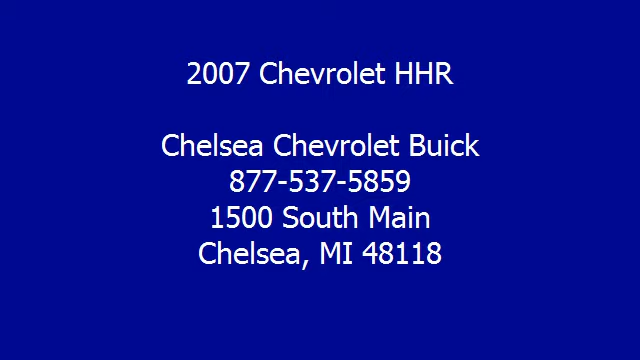 2007 Chevrolet HHR
Chelsea Chevrolet Buick
877-537-5859
1500 South Main
Chelsea, MI 48118